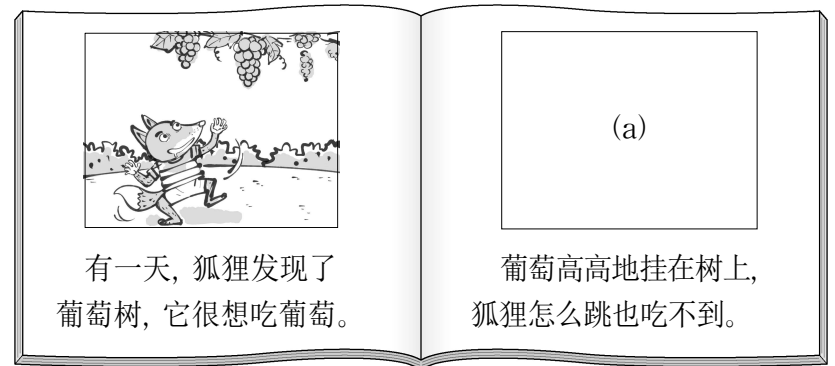 有一天, 狐狸发现了
葡萄树, 它很想吃葡萄。
(a)
葡萄高高地挂在树上,
狐狸怎么跳也吃不到。